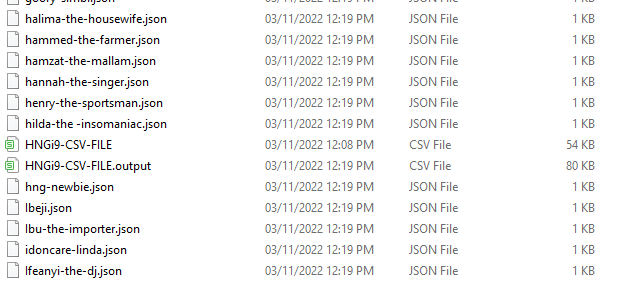 halima-the-housewife.json 03/11/2022 12:19 PM JSON File 1 KB
hammed-the-farmer.json 03/11/2022 12:19 PM JSON File 1 KB
hamzat-the-mallam.json 03/11/2022 12:19 PM JSON File 1 KB
hannah-the-singer.json 03/11/2022 12:19 PM JSON File 1 KB
henry-the-sportsman.json 03/11/2022 12:19 PM JSON File 1 KB
hilda-the -insomaniac.json 03/11/2022 12:19 PM JSON File 1 KB
HNGi9-CSV-FILE 03/11/2022 12:08 PM CSV File 54 KB
HNGi9-CSV-FILE.output 03/11/2022 12:19 PM CSV File 80 KB
hng-newbie.json 03/11/2022 12:19 PM JSON File 1 KB
Ibeji.json 03/11/2022 12:19 PM JSON File 1 KB
Ibu-the-importer.json 03/11/2022 12:19 PM JSON File 1 KB
idoncare-linda.json 03/11/2022 12:19 PM JSON File 1 KB
Ifeanyi-the-dj.json 03/11/2022 12:19 PM JSON File 1 KB